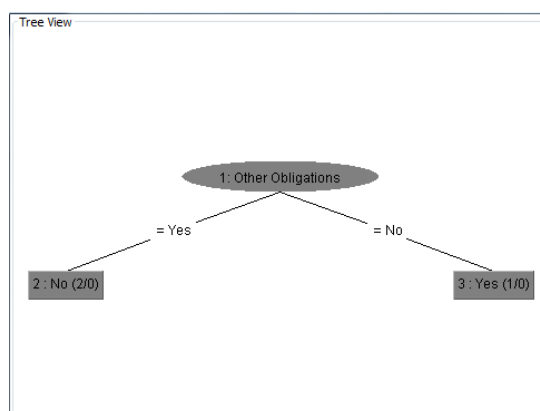 Tree View
1: Other Obligations
= Yes
= No
2 : No (2/0)
3 : Yes (1/0)